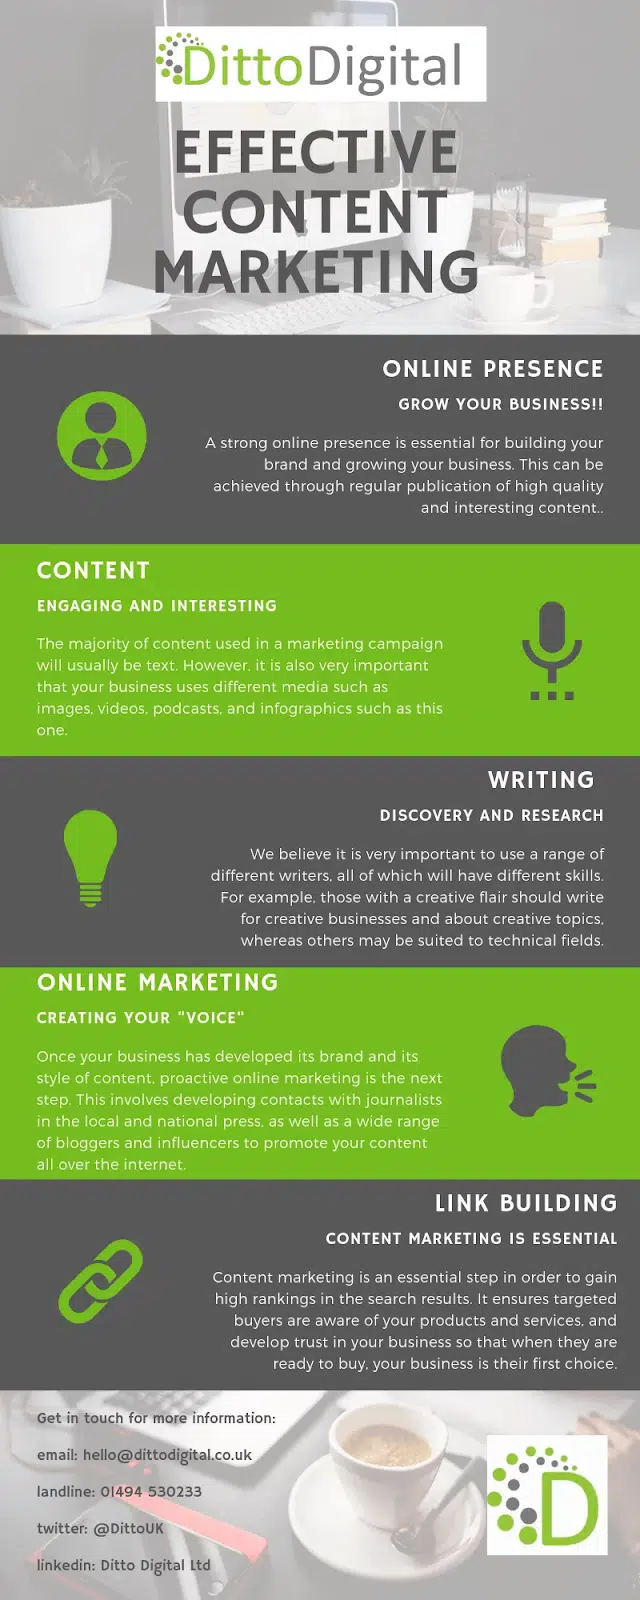 DittoDigital
EFFECTIVE
CONTENT
MARKETING
ONLINE PRESENCE
GROW YOUR BUSINESS!!
A strong online presence is essential for building your
brand and growing your business. This can be
achieved through regular publication of high quality
and interesting content..
CONTENT
ENGAGING AND INTERESTING
The majority of content used in a marketing campaign
will usually be text. However, it is also very important
that your business uses different media such as
images, videos, podcasts, and infographics such as this
one.
WRITING
DISCOVERY AND RESEARCH
We believe it is very important to use a range of
different writers, all of which will have different skills.
For example, those with a creative flair should write
for creative businesses and about creative topics,
whereas others may be suited to technical fields.
ONLINE MARKETING
CREATING YOUR "VOICE"
Once your business has developed its brand and its
style of content, proactive online marketing is the next
step. This involves developing contacts with journalists
in the local and national press, as well as a wide range
of bloggers and influencers to promote your content
all over the internet.
LINK BUILDING
CONTENT MARKETING IS ESSENTIAL
Content marketing is an essential step in order to gain
high rankings in the search results. It ensures targeted
buyers are aware of your products and services, and
develop trust in your business so that when they are
ready to buy, your business is their first choice.
Get in touch for more information:
email: hello@dittodigital.co.uk
landline: 01494 530233
twitter: @DittoUK
linkedin: Ditto Digital Ltd
D